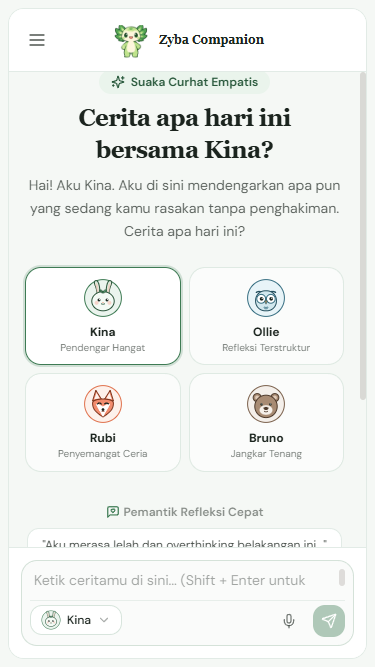 Zyba Companion
Suaka Curhat Empatis
Cerita apa hari ini
bersama Kina?
Hai! Aku Kina. Aku di sini mendengarkan apa pun
yang sedang kamu rasakan tanpa penghakiman.
Cerita apa hari ini?
Kina
Pendengar Hangat
Ollie
Refleksi Terstruktur
Rubi
Penyemangat Ceria
Bruno
Jangkar Tenang
Pemantik Refleksi Cepat
"Aku merasa lelah dan overthinking belakangan ini..."
Ketik ceritamu di sini... (Shift + Enter untuk
Kina